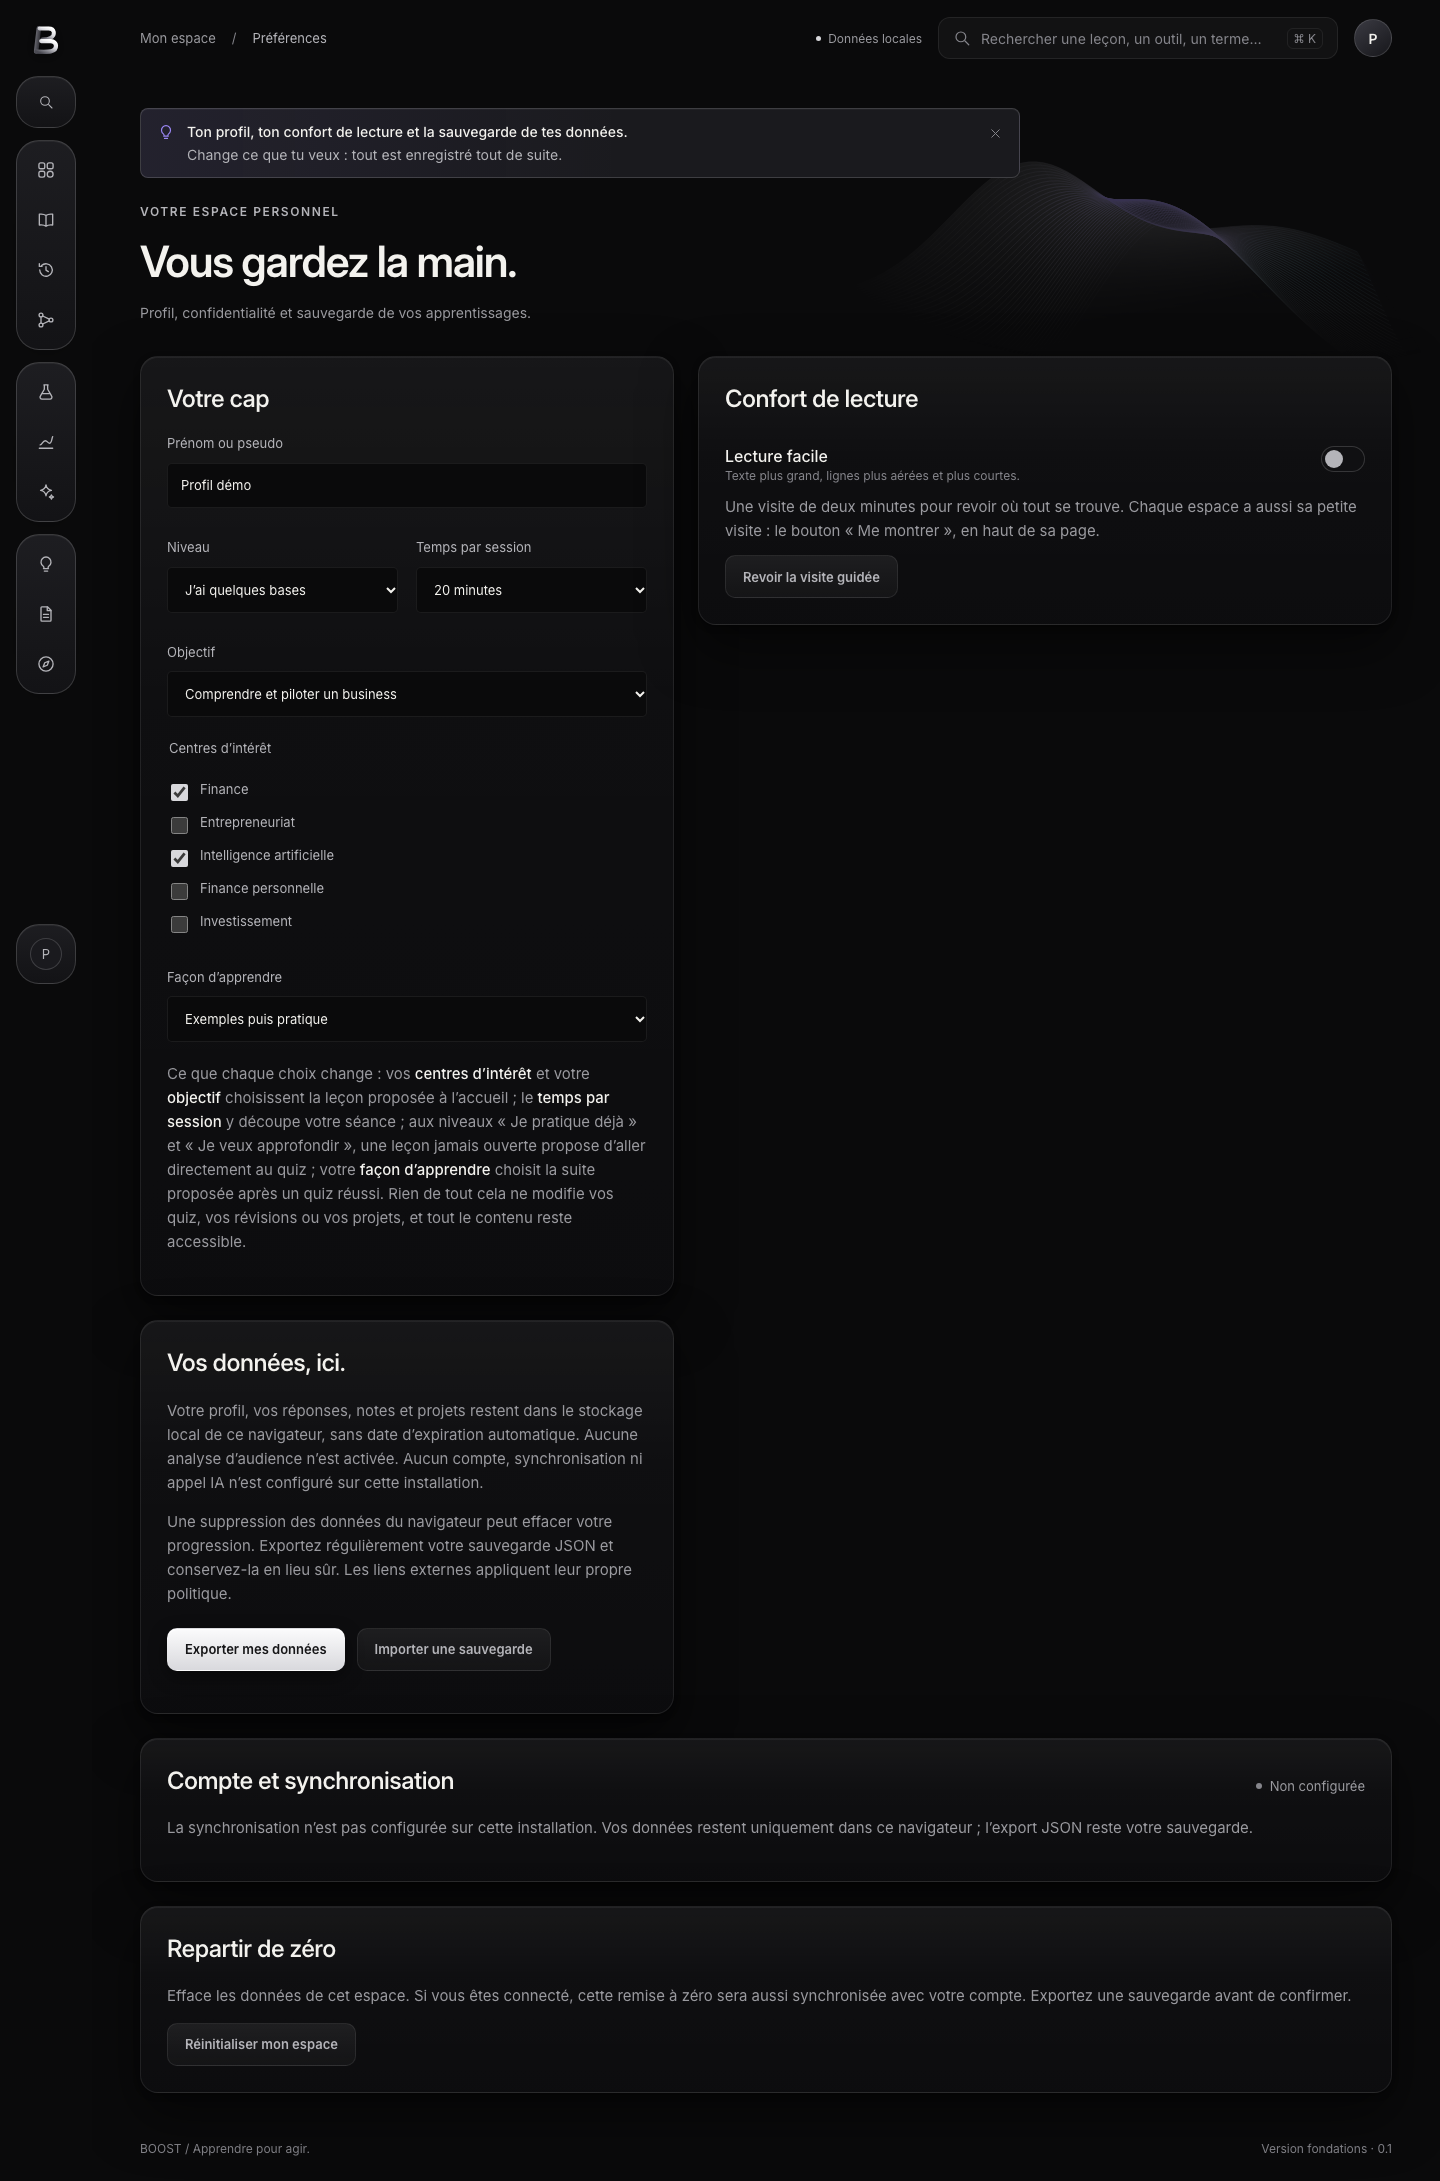 B
Mon espace / Préférences
Données locales
Rechercher une leçon, un outil, un terme...
⌘ K
P
Ton profil, ton confort de lecture et la sauvegarde de tes données.
Change ce que tu veux : tout est enregistré tout de suite.
VOTRE ESPACE PERSONNEL
Vous gardez la main.
Profil, confidentialité et sauvegarde de vos apprentissages.
Votre cap
Prénom ou pseudo
Profil démo
Niveau
Temps par session
J’ai quelques bases
20 minutes
Objectif
Comprendre et piloter un business
Centres d’intérêt
Finance
Entrepreneuriat
Intelligence artificielle
Finance personnelle
Investissement
Façon d’apprendre
Exemples puis pratique
Ce que chaque choix change : vos centres d’intérêt et votre
objectif choisissent la leçon proposée à l’accueil ; le temps par
session y découpe votre séance ; aux niveaux « Je pratique déjà »
et « Je veux approfondir », une leçon jamais ouverte propose d’aller
directement au quiz ; votre façon d’apprendre choisit la suite
proposée après un quiz réussi. Rien de tout cela ne modifie vos
quiz, vos révisions ou vos projets, et tout le contenu reste
accessible.
Confort de lecture
Lecture facile
Texte plus grand, lignes plus aérées et plus courtes.
Une visite de deux minutes pour revoir où tout se trouve. Chaque espace a aussi sa petite
visite : le bouton « Me montrer », en haut de sa page.
Revoir la visite guidée
P
Vos données, ici.
Votre profil, vos réponses, notes et projets restent dans le stockage
local de ce navigateur, sans date d’expiration automatique. Aucune
analyse d’audience n’est activée. Aucun compte, synchronisation ni
appel IA n’est configuré sur cette installation.
Une suppression des données du navigateur peut effacer votre
progression. Exportez régulièrement votre sauvegarde JSON et
conservez-la en lieu sûr. Les liens externes appliquent leur propre
politique.
Exporter mes données
Importer une sauvegarde
Compte et synchronisation
Non configurée
La synchronisation n’est pas configurée sur cette installation. Vos données restent uniquement dans ce navigateur ; l’export JSON reste votre sauvegarde.
Repartir de zéro
Efface les données de cet espace. Si vous êtes connecté, cette remise à zéro sera aussi synchronisée avec votre compte. Exportez une sauvegarde avant de confirmer.
Réinitialiser mon espace
BOOST / Apprendre pour agir.
Version fondations · 0.1